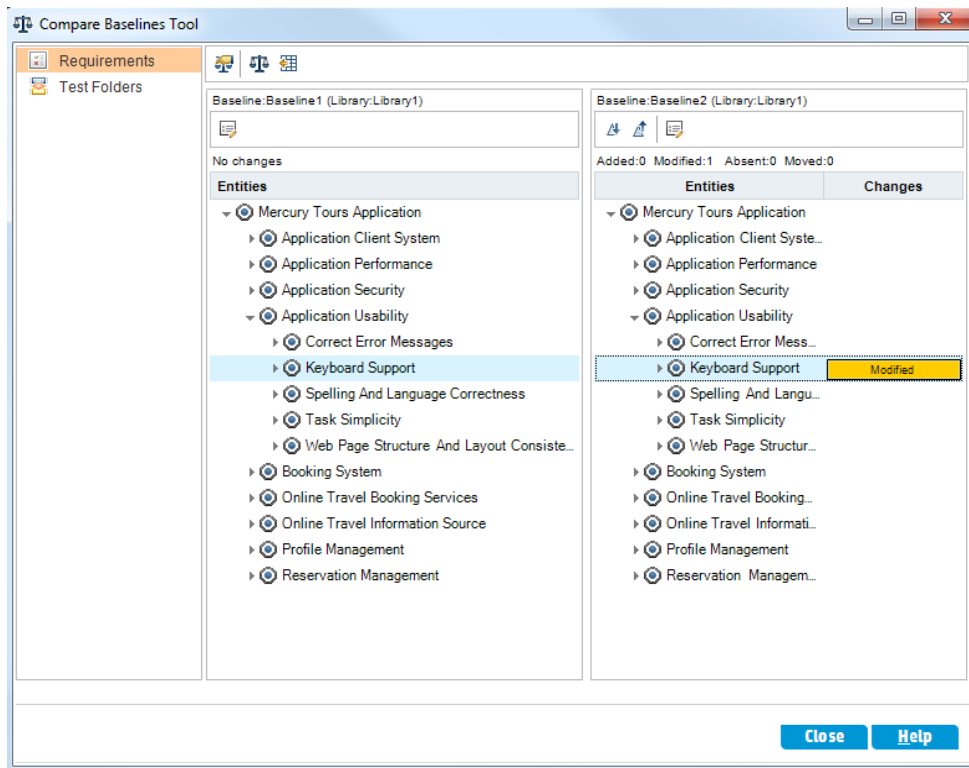 Compare Baselines Tool
Requirements
Test Folders
Baseline:Baseline1 (Library:Library1)
No changes
Entities
Mercury Tours Application
Application Client System
Application Performance
Application Security
Application Usability
Correct Error Messages
Keyboard Support
Spelling And Language Correctness
Task Simplicity
Web Page Structure And Layout Consiste...
Booking System
Online Travel Booking Services
Online Travel Information Source
Profile Management
Reservation Management
Baseline:Baseline2 (Library:Library1)
Added:0 Modified:1 Absent:0 Moved:0
Entities Changes
Mercury Tours Application
Application Client Syste...
Application Performance
Application Security
Application Usability
Correct Error Mess...
Keyboard Support Modified
Spelling And Langu...
Task Simplicity
Web Page Structur...
Booking System
Online Travel Booking...
Online Travel Informati...
Profile Management
Reservation Managem...
Close Help